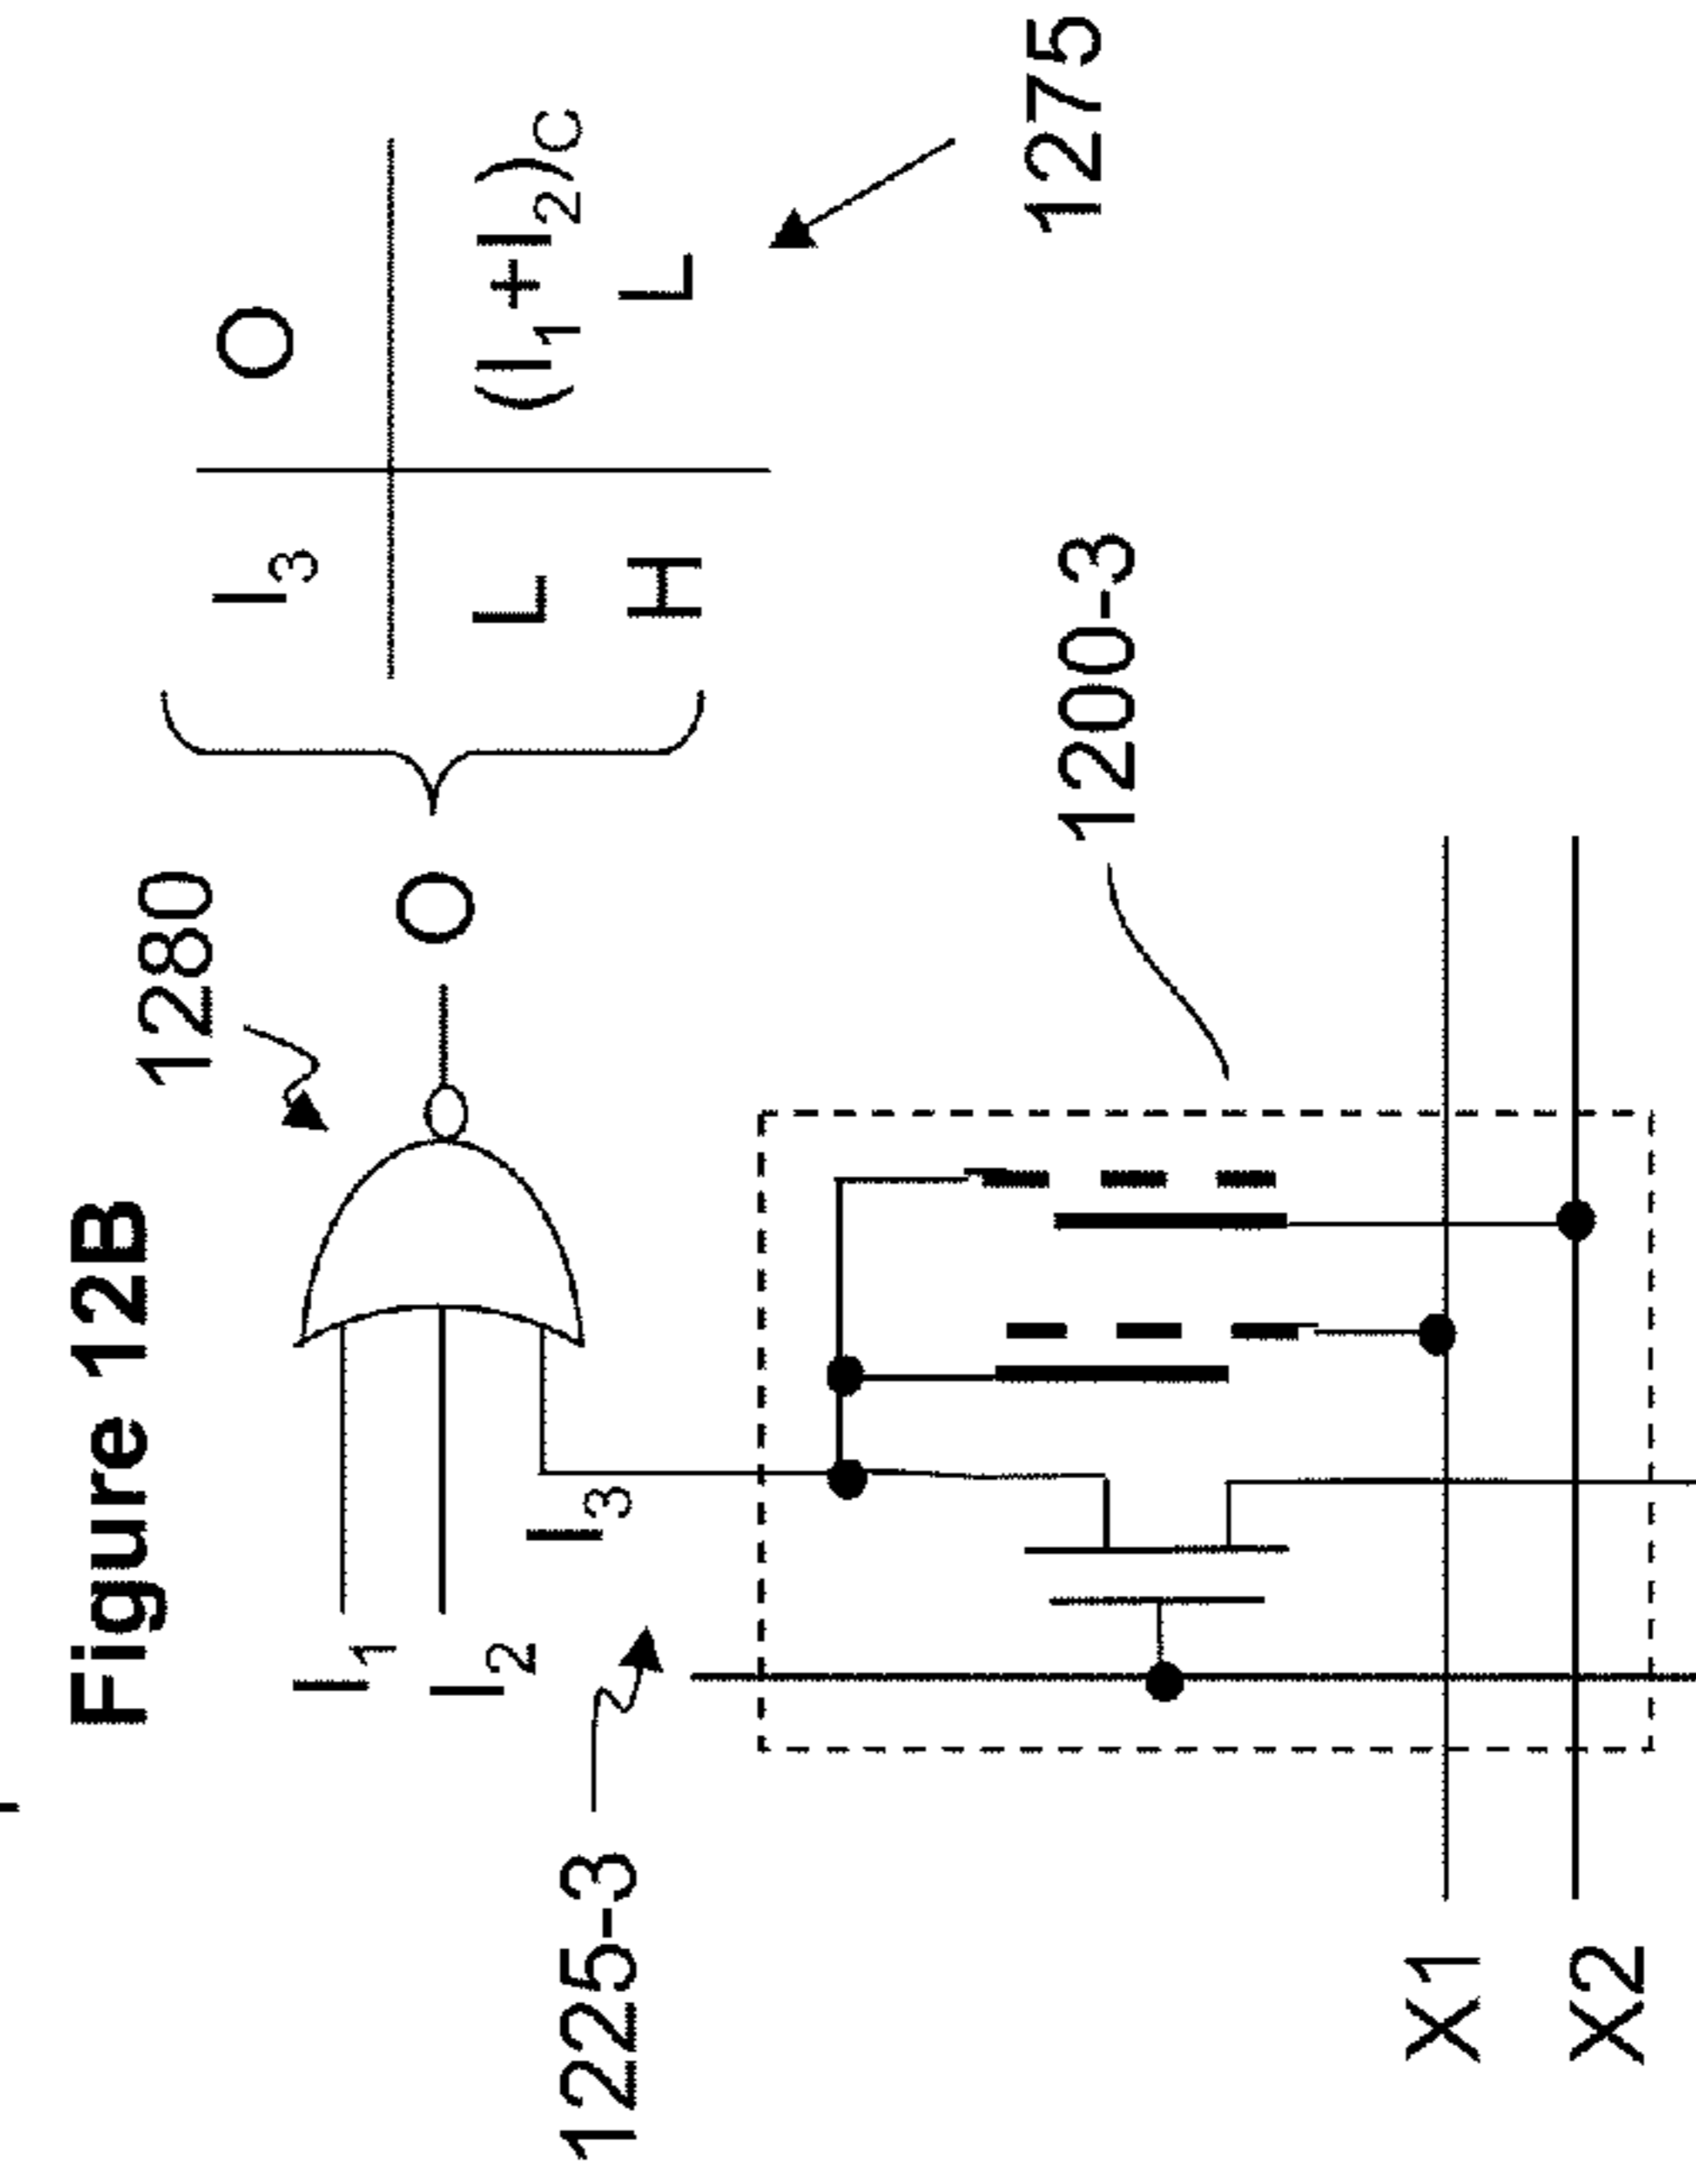 Figure 12B
1280
I1
I2
I3
O
I3 O
L (I1+I2)C
H L
1275
1225-3
1200-3
X1
X2